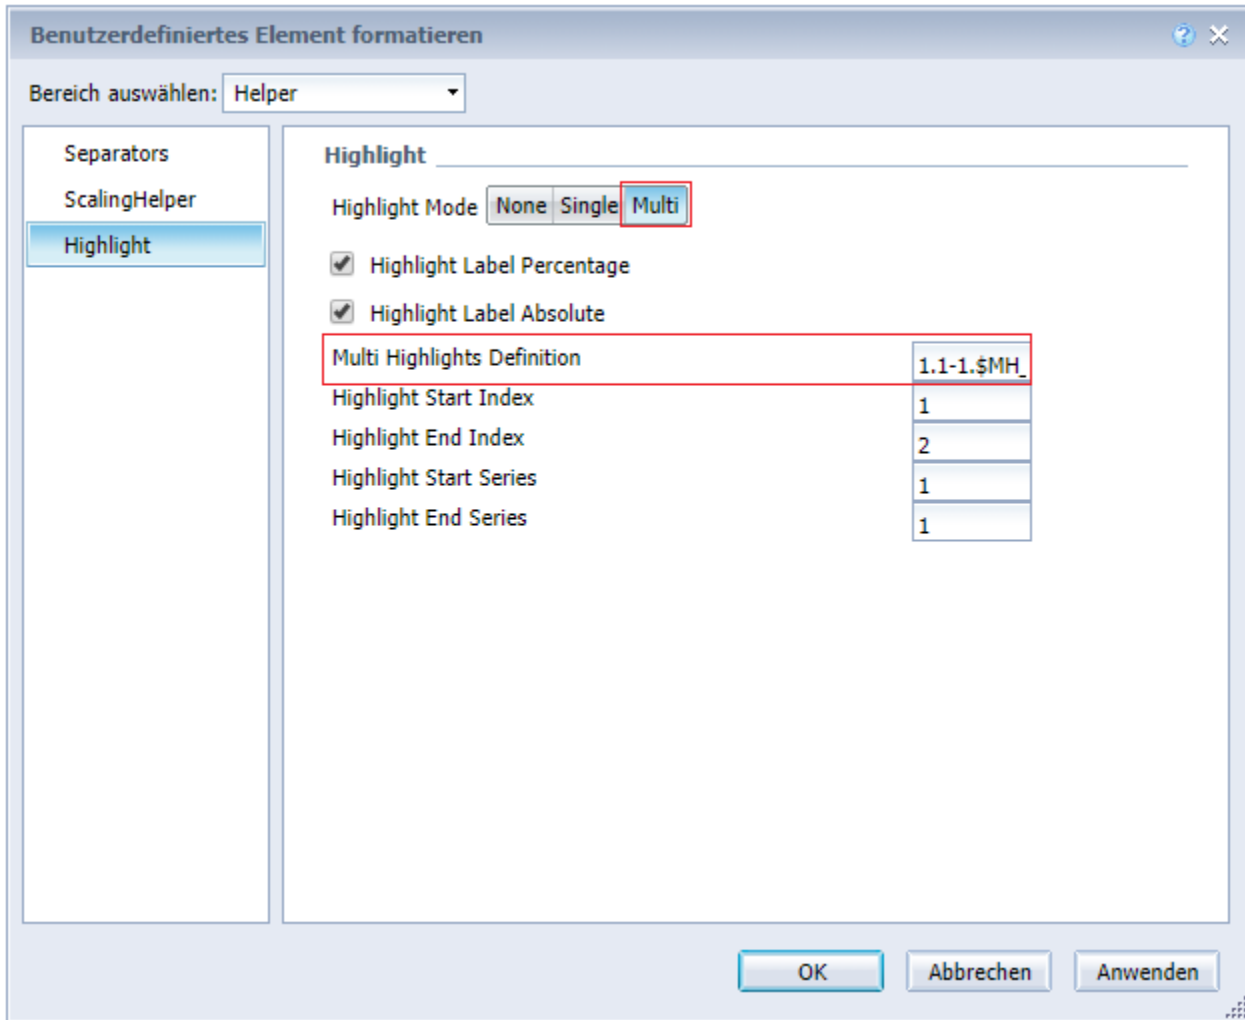 Benutzerdefiniertes Element formatieren
Bereich auswählen: Helper
Separators
ScalingHelper
Highlight
Highlight
Highlight Mode None Single Multi
Highlight Label Percentage
Highlight Label Absolute
Multi Highlights Definition 1.1-1.$MH_
Highlight Start Index 1
Highlight End Index 2
Highlight Start Series 1
Highlight End Series 1
OK Abbrechen Anwenden